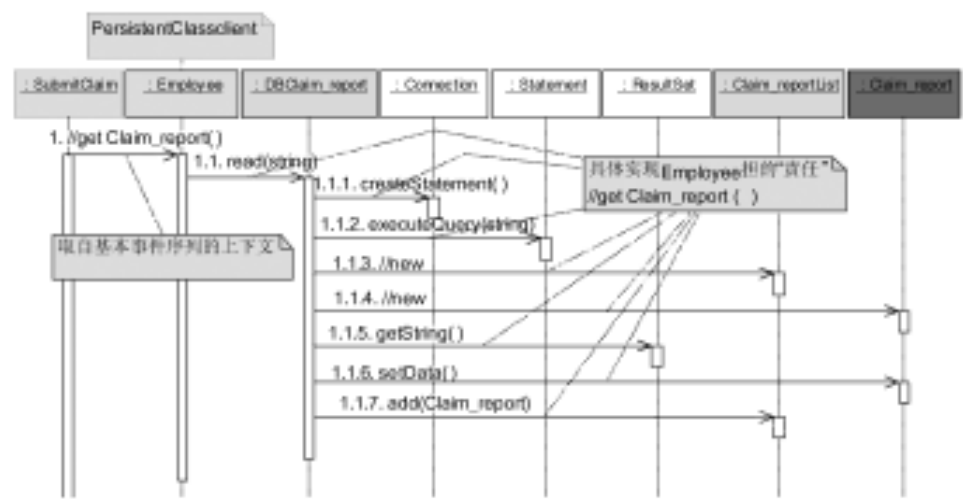 PersistentClassclient
: SubmitClaim
: Employee
: DBClaim_report
: Connection
: Statement
: ResultSet
: Claim_reportList
: Claim_report
1. //get Claim_report( )
1.1. read(string)
具体实现Employee担的"责任"
//get Claim_report ( )
1.1.1. createStatement( )
1.1.2. executeQuery(string)
取自基本事件序列的上下文
1.1.3. //new
1.1.4. //new
1.1.5. getString( )
1.1.6. setData( )
1.1.7. add(Claim_report)